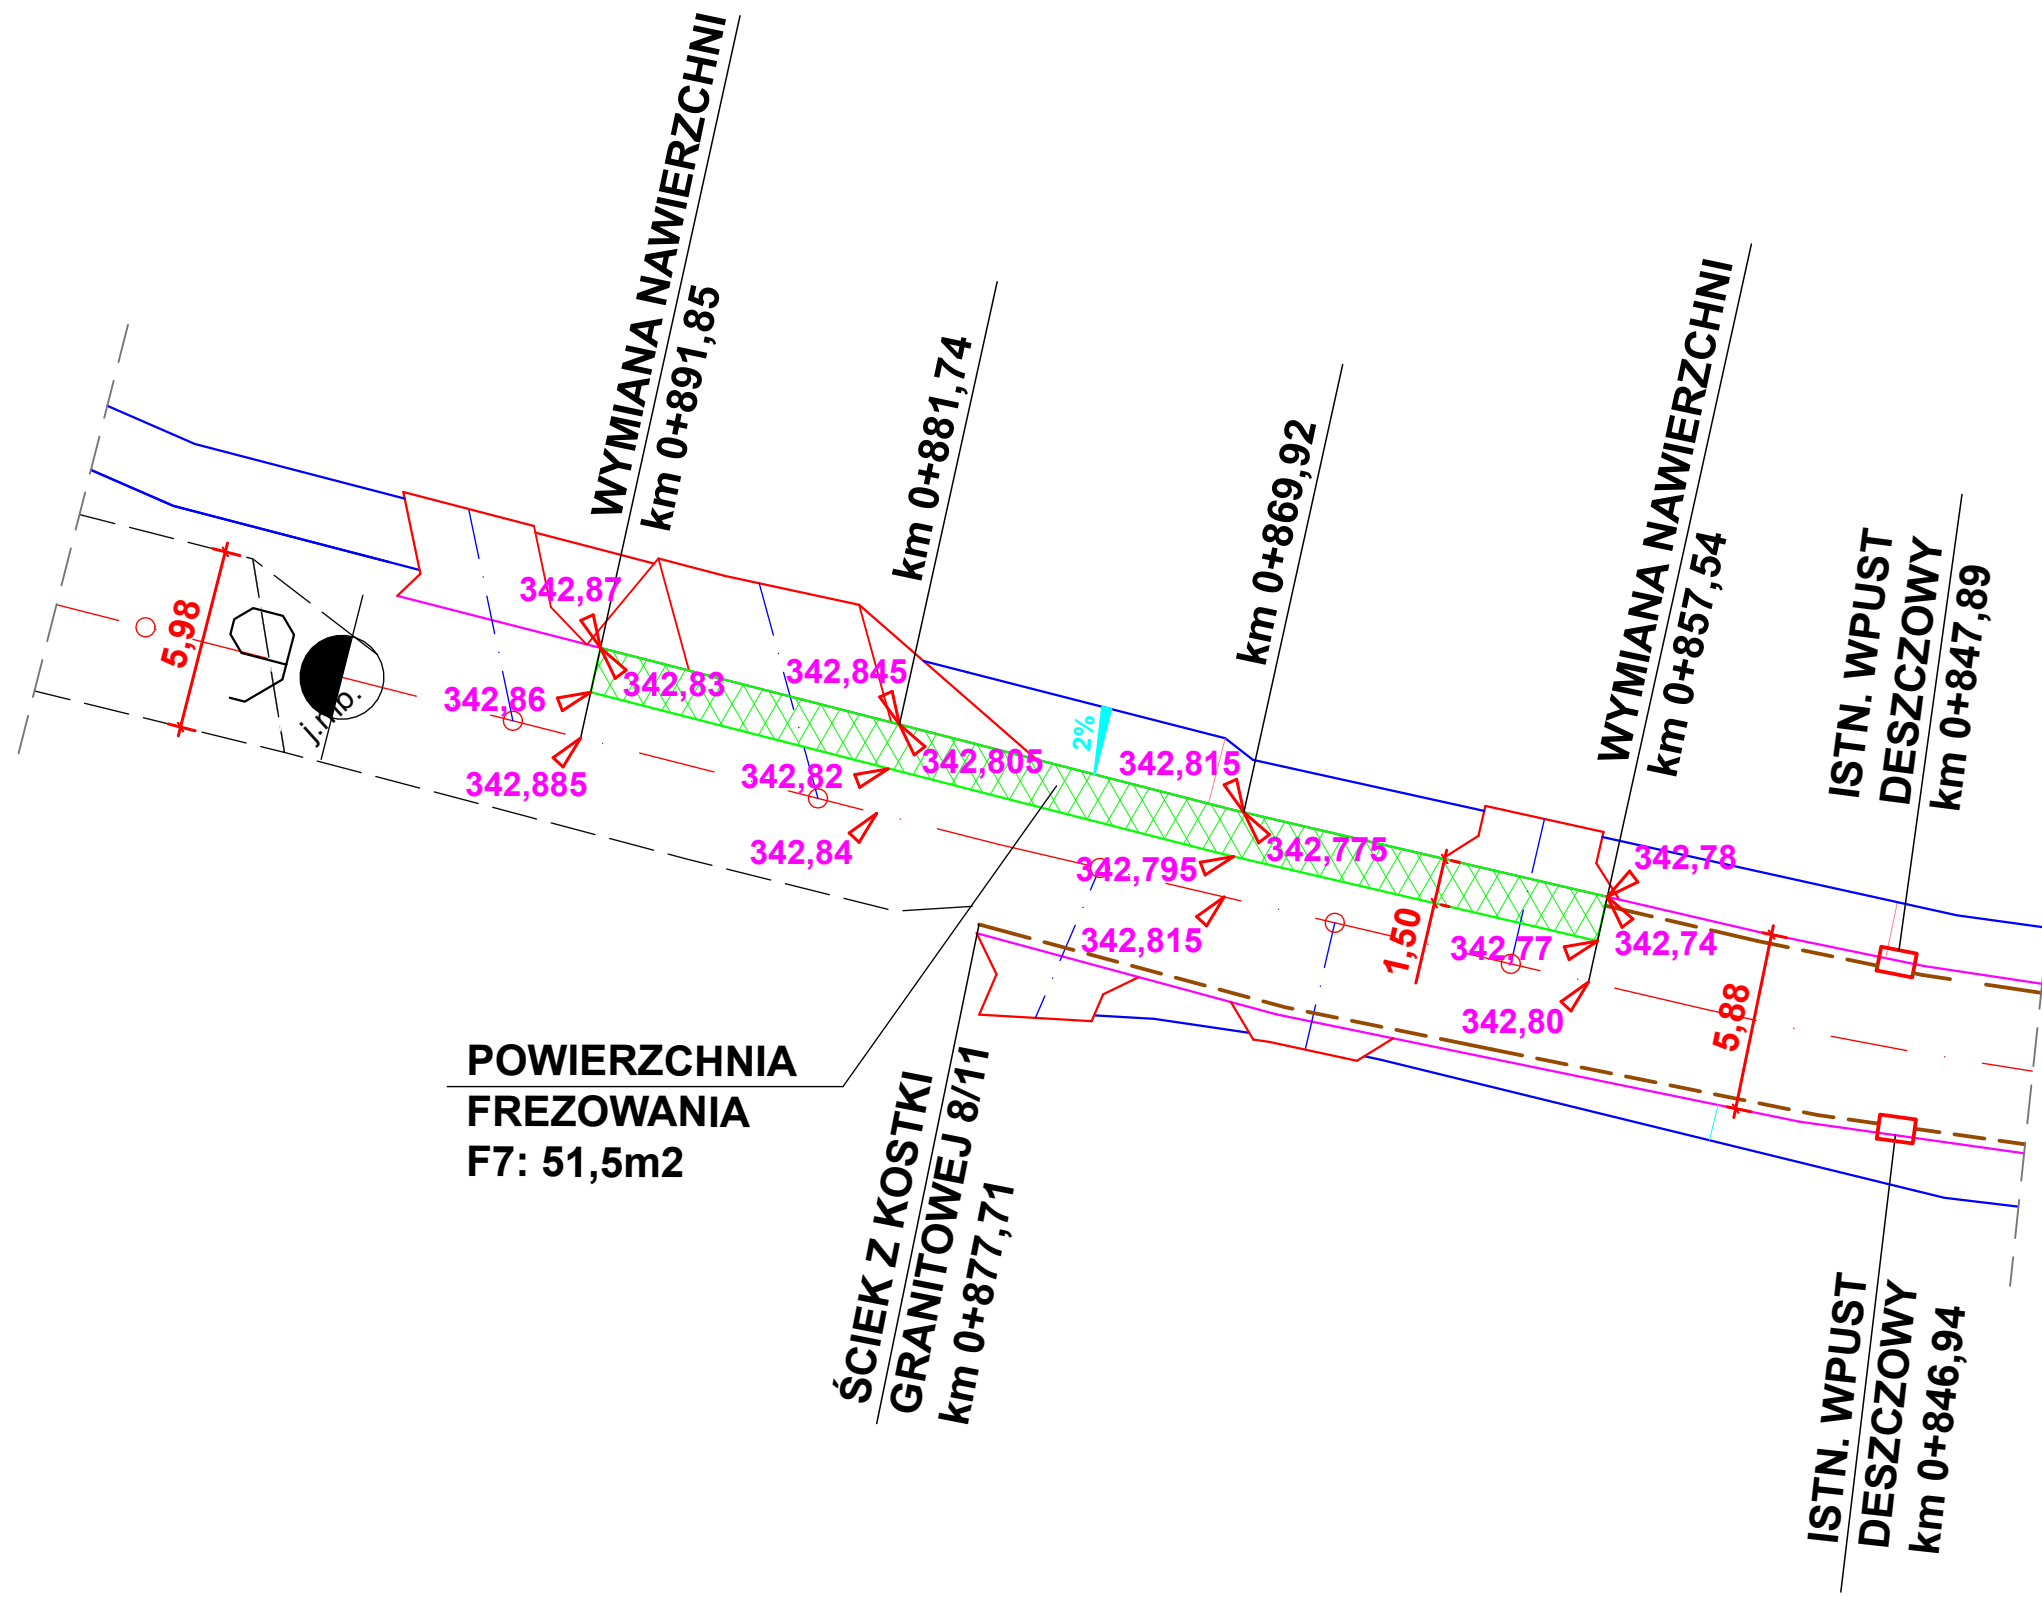 WYMIANA NAWIERZCHNI
km 0+891,85
km 0+881,74
km 0+869,92
WYMIANA NAWIERZCHNI
km 0+857,54
ISTN. WPUST
DESZCZOWY
km 0+847,89
5,98
j.nb.
342,87
342,86
342,83
342,885
342,845
342,82
342,805
342,84
2%
342,815
342,795
342,775
342,815
1,50
342,78
342,77
342,74
342,80
5,88
POWIERZCHNIA
FREZOWANIA
F7: 51,5m2
ŚCIEK Z KOSTKI
GRANITOWEJ 8/11
km 0+877,71
ISTN. WPUST
DESZCZOWY
km 0+846,94